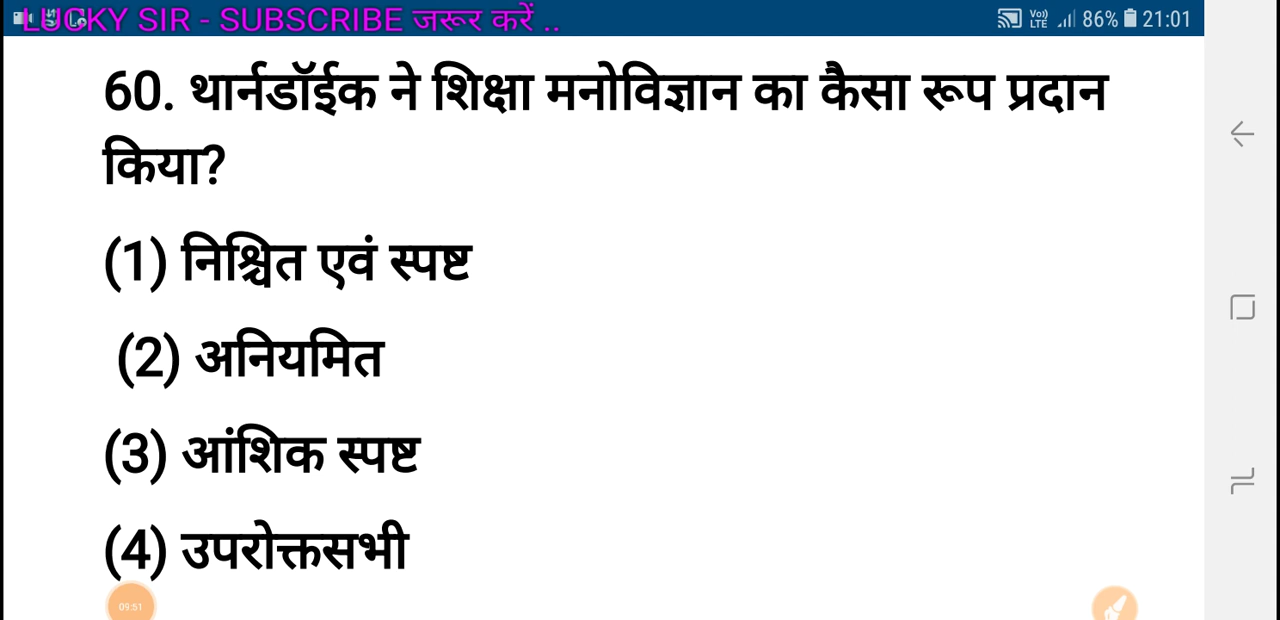 LUCKY SIR - SUBSCRIBE जरूर करें ..
86% 21:01
60. थार्नडॉईक ने शिक्षा मनोविज्ञान का कैसा रूप प्रदान
किया?
(1) निश्चित एवं स्पष्ट
(2) अनियमित
(3) आंशिक स्पष्ट
(4) उपरोक्तसभी
09:51